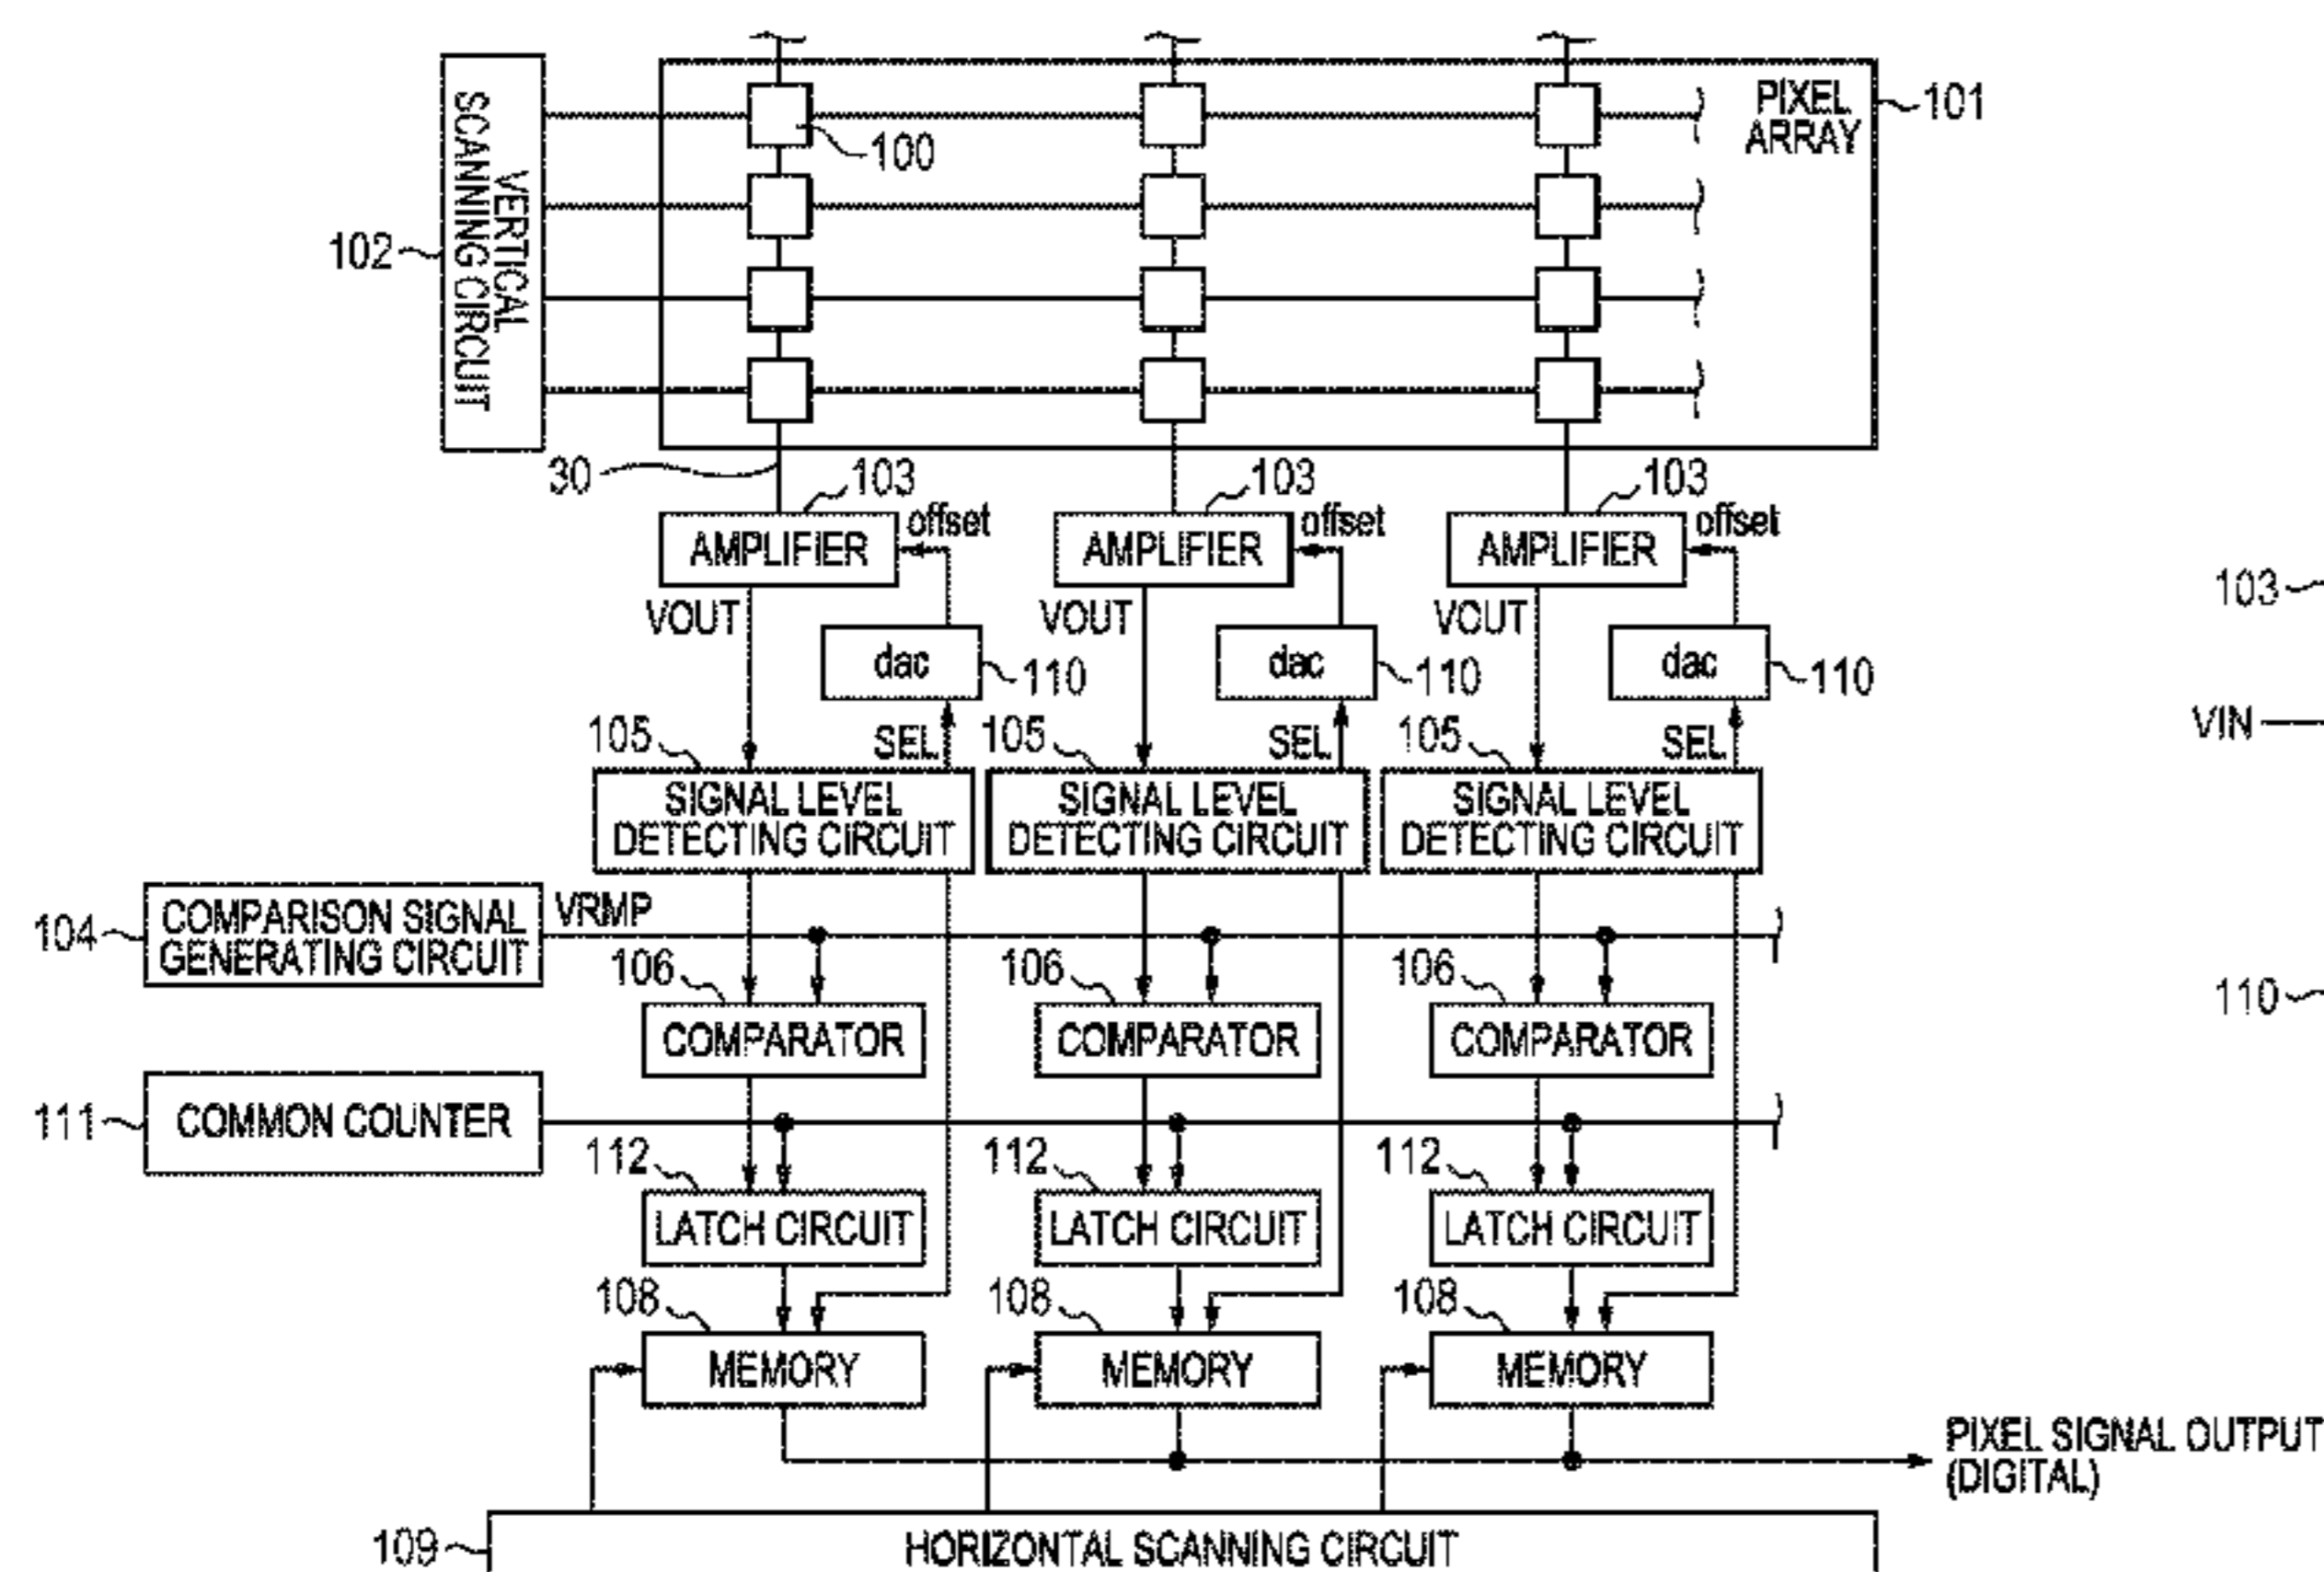 PIXEL
ARRAY
101
100
VERTICAL
SCANNING CIRCUIT
102
30
103
103
103
offset
offset
offset
AMPLIFIER
AMPLIFIER
AMPLIFIER
103
VOUT
VOUT
VOUT
dac
110
dac
110
dac
110
VIN
105
SEL
105
SEL
105
SEL
SIGNAL LEVEL
DETECTING CIRCUIT
SIGNAL LEVEL
DETECTING CIRCUIT
SIGNAL LEVEL
DETECTING CIRCUIT
104
COMPARISON SIGNAL
GENERATING CIRCUIT
VRMP
106
106
106
110
COMPARATOR
COMPARATOR
COMPARATOR
111
COMMON COUNTER
112
112
112
LATCH CIRCUIT
LATCH CIRCUIT
LATCH CIRCUIT
108
108
108
MEMORY
MEMORY
MEMORY
PIXEL SIGNAL OUTPUT
(DIGITAL)
109
HORIZONTAL SCANNING CIRCUIT